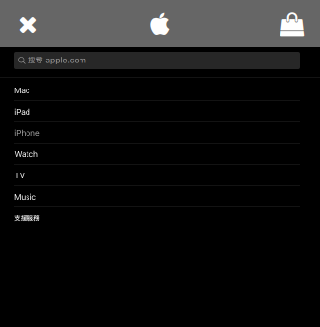 搜尋 apple.com
Mac
iPad
iPhone
Watch
TV
Music
支援服務